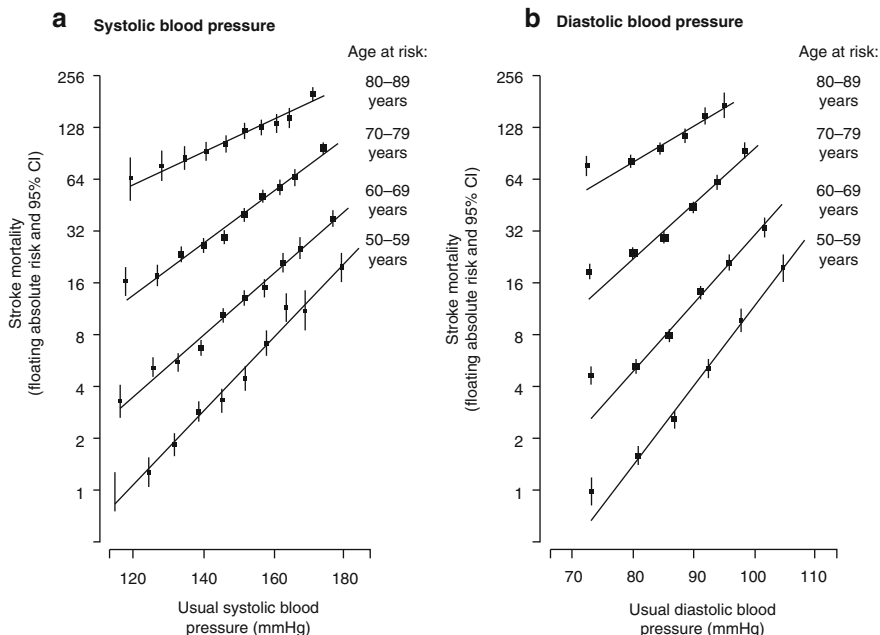 a Systolic blood pressure
Age at risk:
80–89
years
70–79
years
60–69
years
50–59
years
256
128
64
32
16
8
4
2
1
Stroke mortality
(floating absolute risk and 95% CI)
120 140 160 180
Usual systolic blood
pressure (mmHg)
b Diastolic blood pressure
Age at risk:
80–89
years
70–79
years
60–69
years
50–59
years
256
128
64
32
16
8
4
2
1
Stroke mortality
(floating absolute risk and 95% CI)
70 80 90 100 110
Usual diastolic blood
pressure (mmHg)